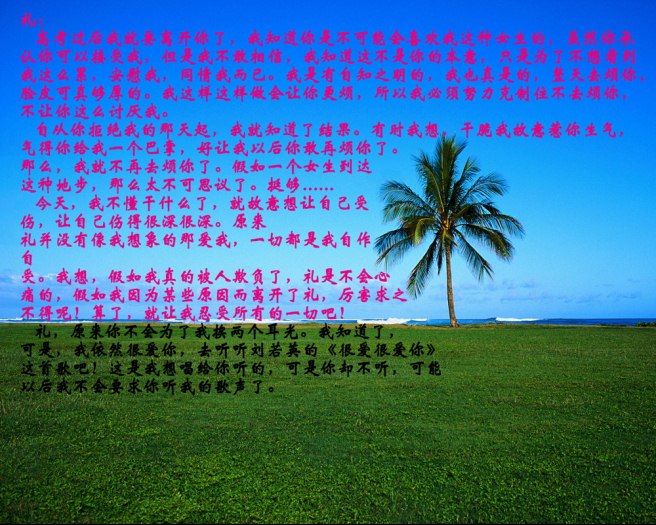 礼：
高考过后我就要离开你了，我知道你是不可能会喜欢我这种女生的，虽然你承
认你可以接受我，但是我不敢相信，我知道这不是你的本意，只是为了不想看到
我这么累，安慰我，同情我而已。我是有自知之明的，我也真是的，整天去烦你，
脸皮可真够厚的。我这样这样做会让你更烦，所以我必须努力克制住不去烦你，
不让你这么讨厌我。
自从你拒绝我的那天起，我就知道了结果。有时我想，干脆我故意惹你生气，
气得你给我一个巴掌，好让我以后你敢再烦你了。
那么，我就不再去烦你了。假如一个女生到达
这种地步，那么太不可思议了。挺够……
今天，我不懂干什么了，就故意想让自己受
伤，让自己伤得很深很深。原来
礼并没有像我想象的那爱我，一切都是我自作
自
受。我想，假如我真的被人欺负了，礼是不会心
痛的，假如我因为某些原因而离开了礼，厉害求之
不得呢！算了，就让我忍受所有的一切吧！
礼，原来你不会为了我挨两个耳光。我知道了，
可是，我依然很爱你，去听听刘若英的《很爱很爱你》
这首歌吧！这是我想唱给你听的，可是你却不听，可能
以后我不会要求你听我的歌声了。